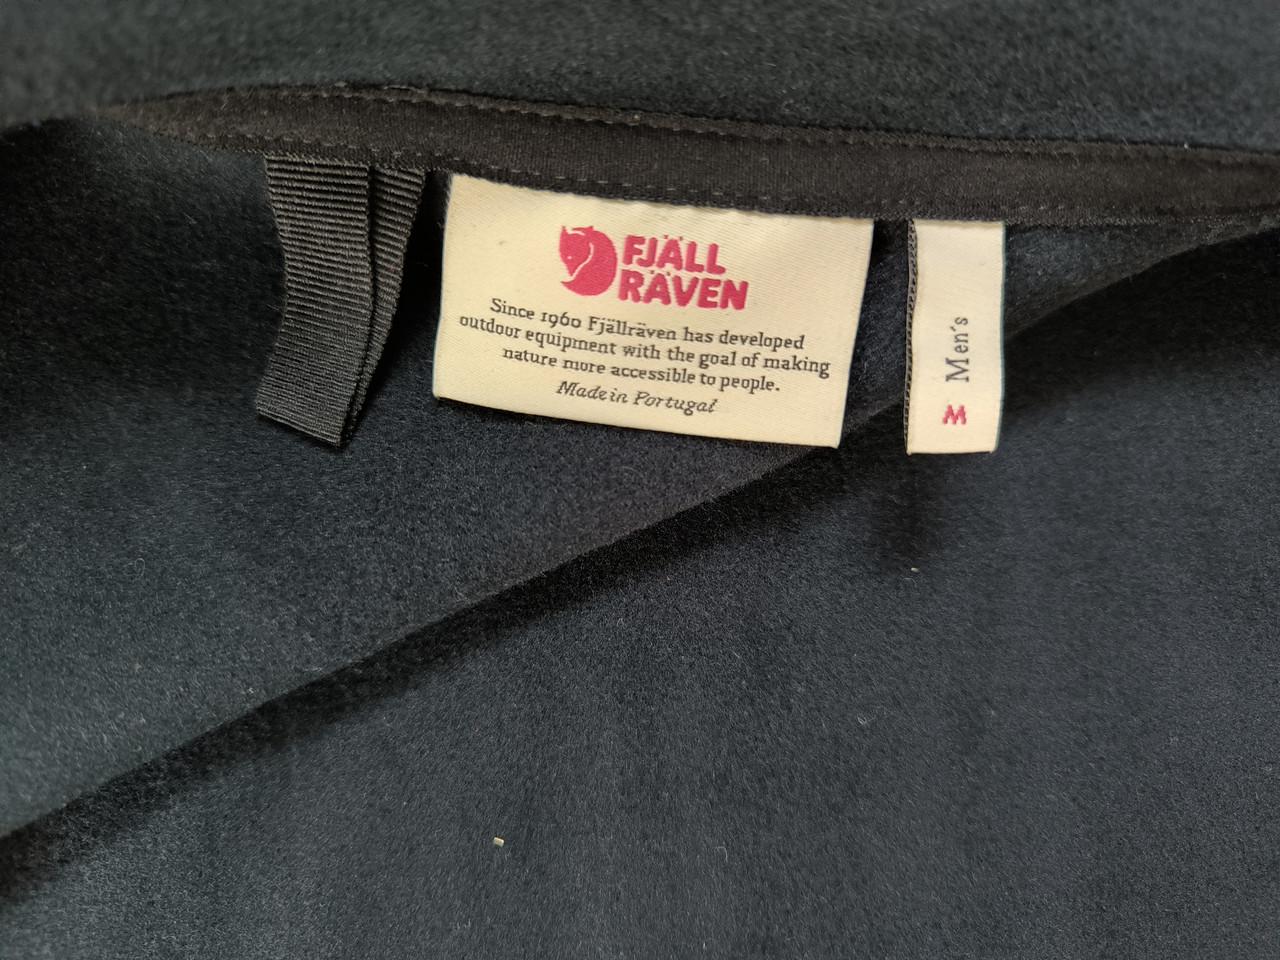 FJÄLL
RÄVEN
Since 1960 Fjällräven has developed
outdoor equipment with the goal of making
nature more accessible to people.
Made in Portugal
Men's
M